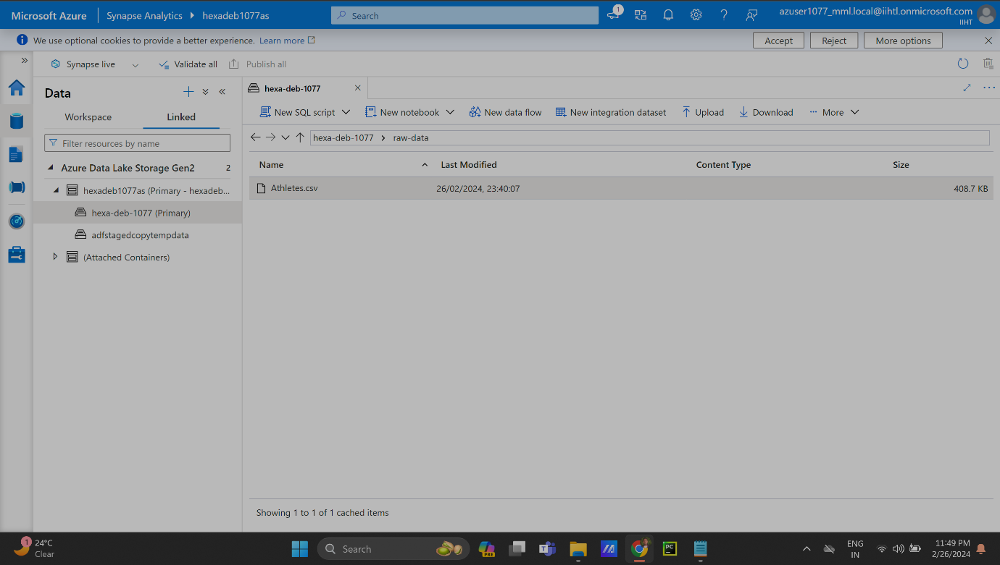 Microsoft Azure
Synapse Analytics
hexadeb1077as
Search
1
azuser1077_mml.local@iihtl.onmicrosoft.com
IIHT
We use optional cookies to provide a better experience. Learn more
Accept
Reject
More options
Synapse live
Validate all
Publish all
Data
Workspace
Linked
Filter resources by name
Azure Data Lake Storage Gen2 2
hexadeb1077as (Primary - hexadeb...
hexa-deb-1077 (Primary)
adfstagedcopytempdata
(Attached Containers)
hexa-deb-1077
New SQL script
New notebook
New data flow
New integration dataset
Upload
Download
More
hexa-deb-1077 > raw-data
Name Last Modified Content Type Size
Athletes.csv 26/02/2024, 23:40:07 408.7 KB
Showing 1 to 1 of 1 cached items
1
24°C
Clear
Search
PRE
PC
ENG
IN
11:49 PM
2/26/2024